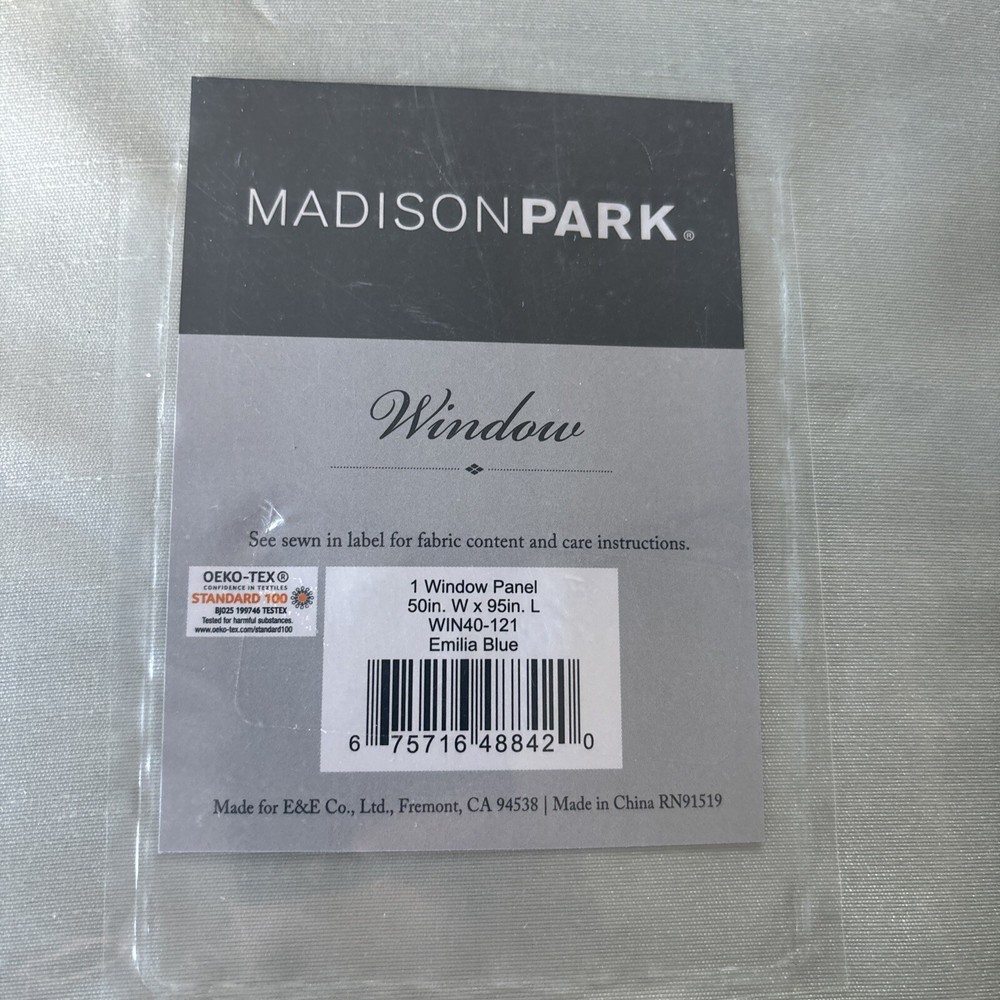 MADISONPARK®
Window
See sewn in label for fabric content and care instructions.
OEKO-TEX®
CONFIDENCE IN TEXTILES
STANDARD 100
BJ025 199746 TESTEX
Tested for harmful substances.
www.oeko-tex.com/standard100
1 Window Panel
50in. W x 95in. L
WIN40-121
Emilia Blue
6 75716 48842 0
Made for E&E Co., Ltd., Fremont, CA 94538 | Made in China RN91519